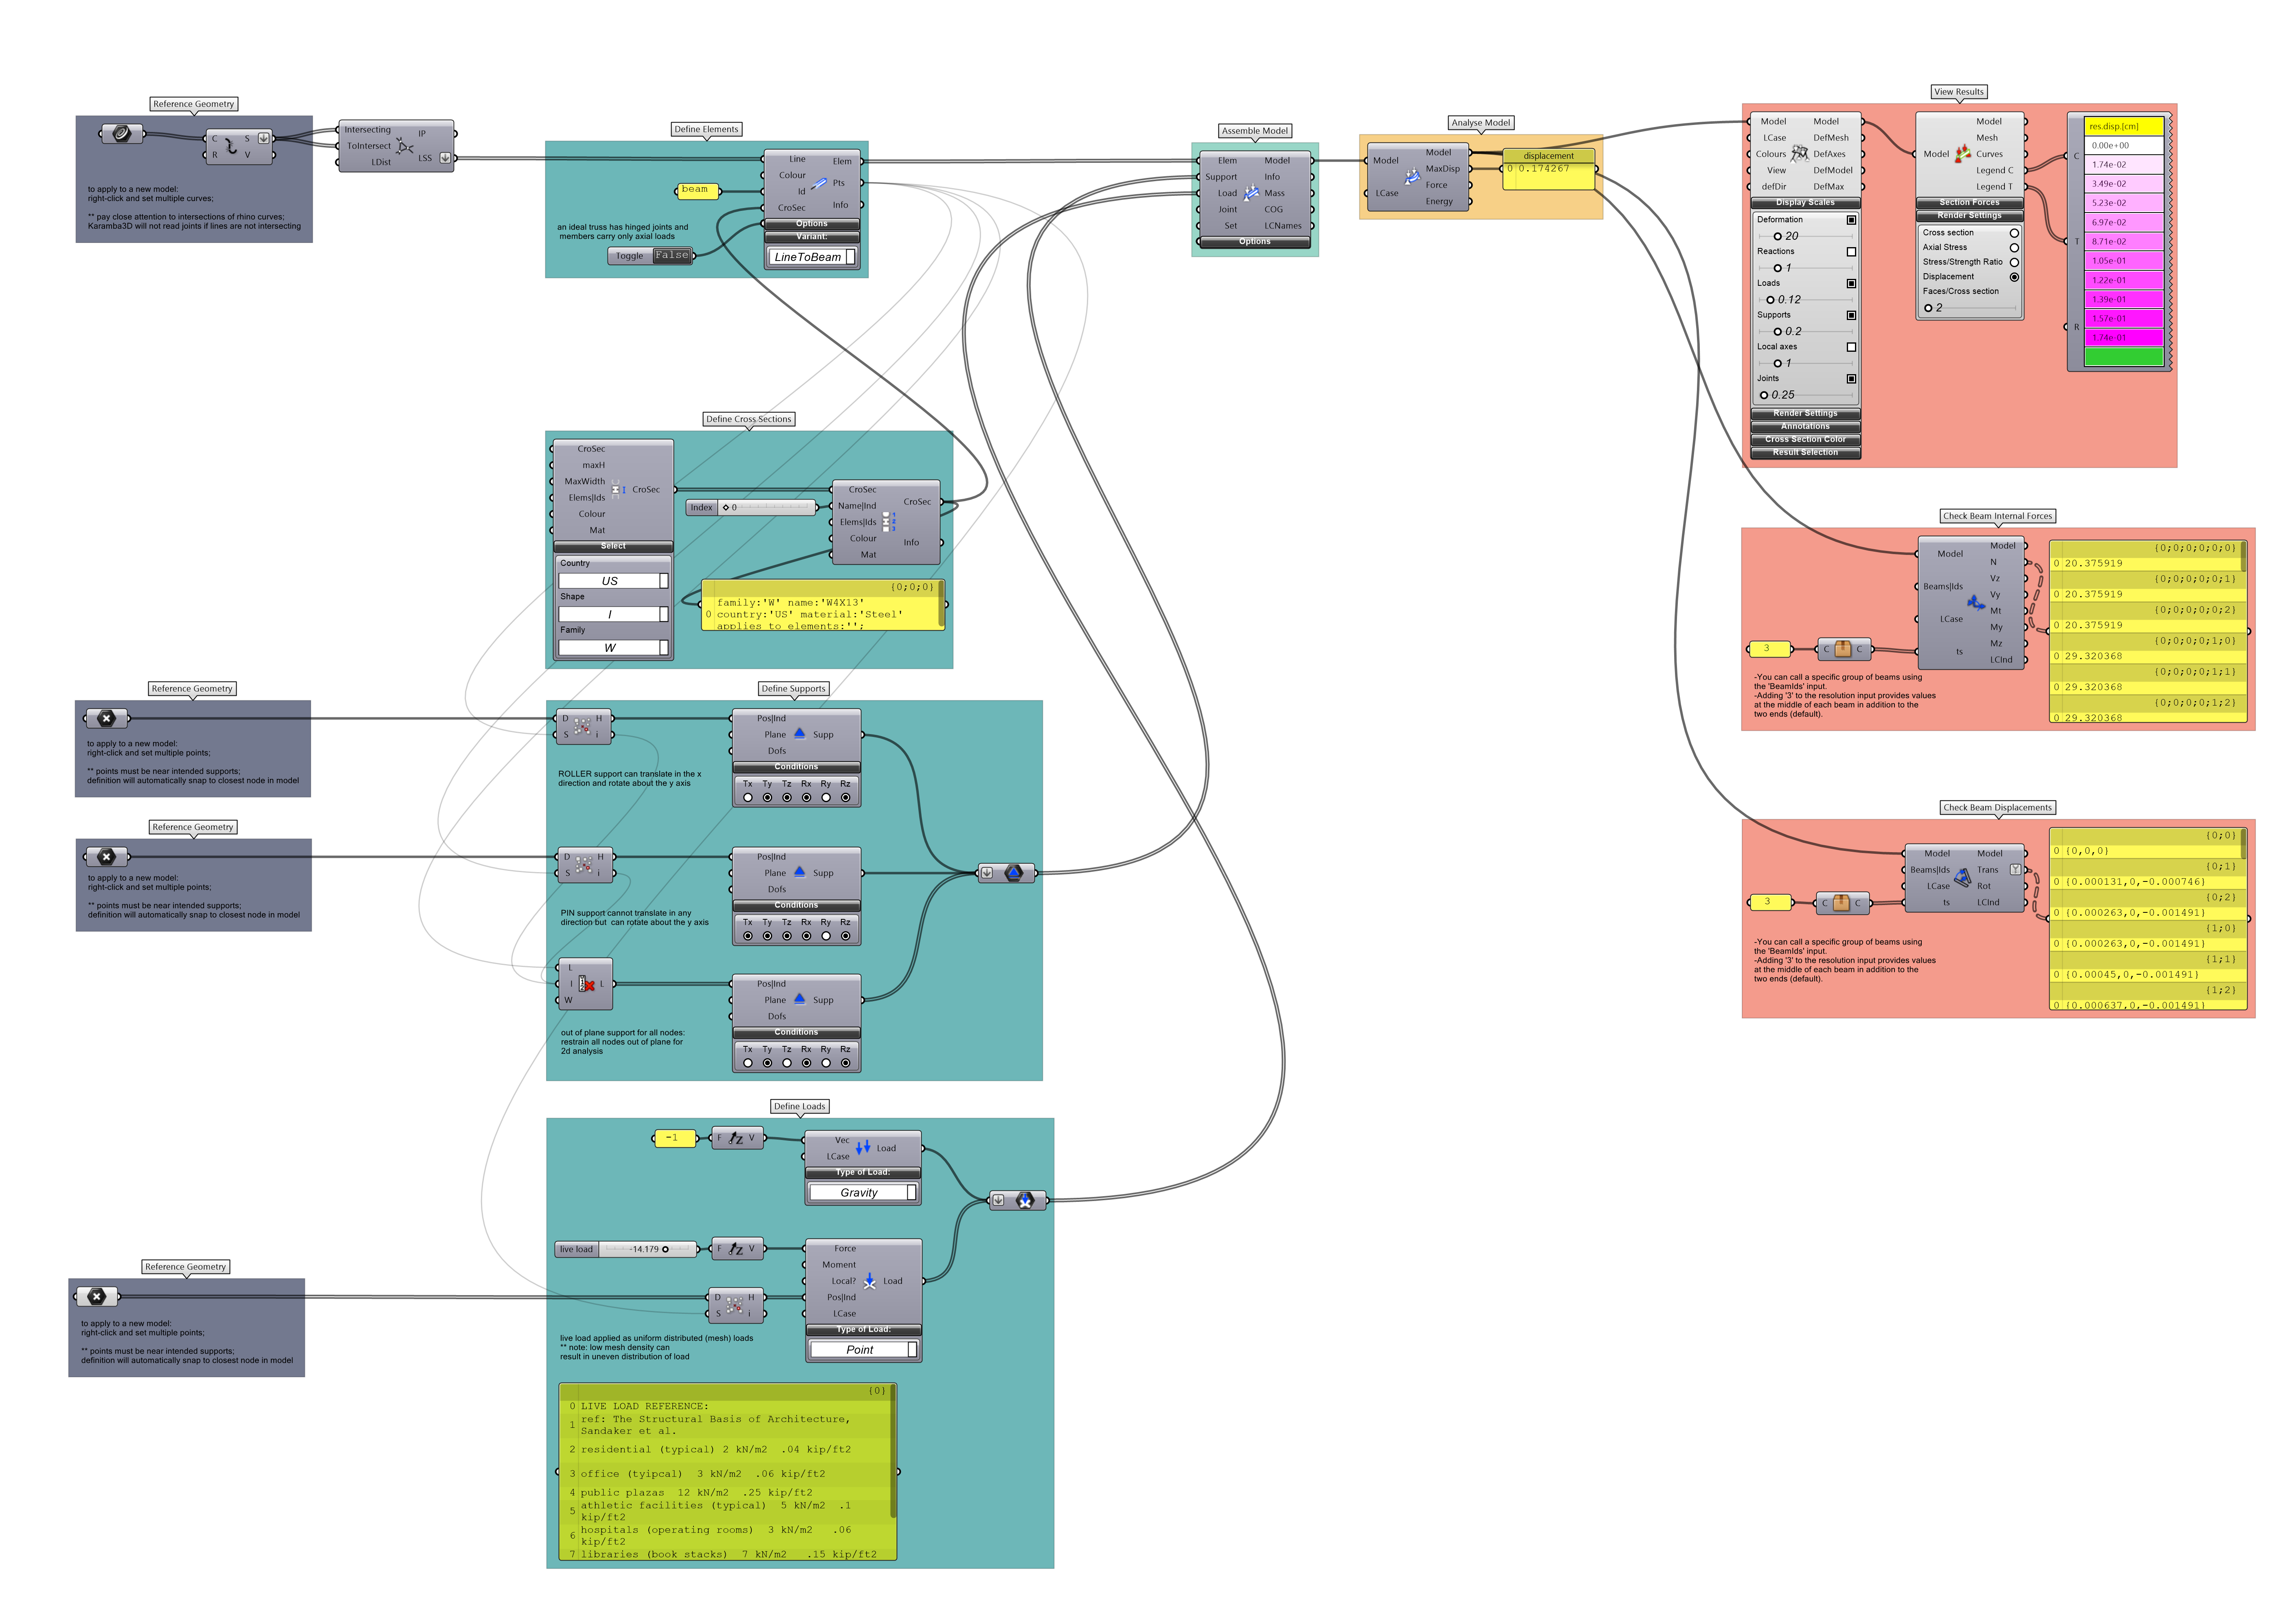 Reference Geometry
C S
R V
to apply to a new model:
right-click and set multiple curves;
** pay close attention to intersections of rhino curves;
Karamba3D will not read joints if lines are not intersecting
Intersecting IP
ToIntersect
LDist LSS
Define Elements
beam
an ideal truss has hinged joints and
members carry only axial loads
Toggle False
Line Elem
Colour
Id Pts
CroSec Info
Options
Variant:
LineToBeam
Assemble Model
Elem Model
Support Info
Load Mass
Joint COG
Set LCNames
Options
Analyse Model
Model Model
MaxDisp
Force
LCase Energy
displacement
0 0.174267
View Results
Model Model
LCase DefMesh
Colours DefAxes
View DefModel
defDir DefMax
Display Scales
Deformation
20
Reactions
1
Loads
0.12
Supports
0.2
Local axes
1
Joints
0.25
Render Settings
Annotations
Cross Section Color
Result Selection
Model
Mesh
Model Curves
Legend C
Legend T
Section Forces
Render Settings
Cross section
Axial Stress
Stress/Strength Ratio
Displacement
Faces/Cross section
2
C
T
R
res.disp.[cm]
0.00e+00
1.74e-02
3.49e-02
5.23e-02
6.97e-02
8.71e-02
1.05e-01
1.22e-01
1.39e-01
1.57e-01
1.74e-01
Define Cross Sections
CroSec
maxH
MaxWidth
Elems|Ids CroSec
Colour
Mat
Select
Country
US
Shape
I
Family
W
Index 0
CroSec
Name|Ind CroSec
Elems|Ids
Colour Info
Mat
{0;0;0}
family:'W' name:'W4X13'
0 country:'US' material:'Steel'
applies to elements:'';
Check Beam Internal Forces
3
C C
Model Model
N
Beams|Ids Vz
Vy
LCase Mt
My
ts Mz
LCInd
{0;0;0;0;0;0}
0 20.375919
{0;0;0;0;0;1}
0 20.375919
{0;0;0;0;0;2}
0 20.375919
{0;0;0;0;1;0}
0 29.320368
{0;0;0;0;1;1}
0 29.320368
{0;0;0;0;1;2}
0 29.320368
-You can call a specific group of beams using
the 'BeamIds' input.
-Adding '3' to the resolution input provides values
at the middle of each beam in addition to the
two ends (default).
Reference Geometry
to apply to a new model:
right-click and set multiple points;
** points must be near intended supports;
definition will automatically snap to closest node in model
Define Supports
D H
S i
ROLLER support can translate in the x
direction and rotate about the y axis
Pos|Ind
Plane Supp
Dofs
Conditions
Tx Ty Tz Rx Ry Rz
Reference Geometry
to apply to a new model:
right-click and set multiple points;
** points must be near intended supports;
definition will automatically snap to closest node in model
D H
S i
PIN support cannot translate in any
direction but can rotate about the y axis
Pos|Ind
Plane Supp
Dofs
Conditions
Tx Ty Tz Rx Ry Rz
L
I L
W
out of plane support for all nodes:
restrain all nodes out of plane for
2d analysis
Pos|Ind
Plane Supp
Dofs
Conditions
Tx Ty Tz Rx Ry Rz
Check Beam Displacements
3
C C
Model Model
Beams|Ids Trans
LCase Rot
ts LCInd
{0;0}
0 {0,0,0}
{0;1}
0 {0.000131,0,-0.000746}
{0;2}
0 {0.000263,0,-0.001491}
{1;0}
0 {0.000263,0,-0.001491}
{1;1}
0 {0.00045,0,-0.001491}
{1;2}
0 {0.000637,0,-0.001491}
-You can call a specific group of beams using
the 'BeamIds' input.
-Adding '3' to the resolution input provides values
at the middle of each beam in addition to the
two ends (default).
Define Loads
-1
F Z V
Vec Load
LCase
Type of Load:
Gravity
live load -14.179
F Z V
Force
Moment
Local? Load
Pos|Ind
LCase
Type of Load:
Point
D H
S i
Reference Geometry
to apply to a new model:
right-click and set multiple points;
** points must be near intended supports;
definition will automatically snap to closest node in model
live load applied as uniform distributed (mesh) loads
** note: low mesh density can
result in uneven distribution of load
{0}
0 LIVE LOAD REFERENCE:
1 ref: The Structural Basis of Architecture,
Sandaker et al.
2 residential (typical) 2 kN/m2 .04 kip/ft2
3 office (tyipcal) 3 kN/m2 .06 kip/ft2
4 public plazas 12 kN/m2 .25 kip/ft2
5 athletic facilities (typical) 5 kN/m2 .1
kip/ft2
6 hospitals (operating rooms) 3 kN/m2 .06
kip/ft2
7 libraries (book stacks) 7 kN/m2 .15 kip/ft2